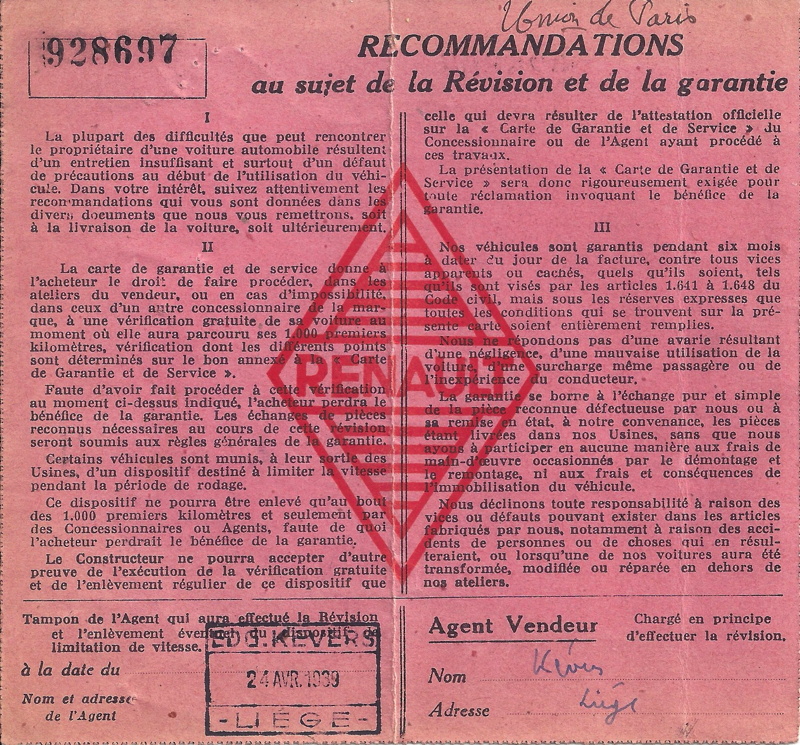 Union de Paris
928697
RECOMMANDATIONS
au sujet de la Révision et de la garantie
I
La plupart des difficultés que peut rencontrer
le propriétaire d'une voiture automobile résultent
d'un entretien insuffisant et surtout d'un défaut
de précautions au début de l'utilisation du véhi-
cule. Dans votre intérêt, suivez attentivement les
recommandations qui vous sont données dans les
divers documents que nous vous remettrons, soit
à la livraison de la voiture, soit ultérieurement.
II
La carte de garantie et de service donne à
l'acheteur le droit de faire procéder, dans les
ateliers du vendeur, ou en cas d'impossibilité,
dans ceux d'un autre concessionnaire de la mar-
que, à une vérification gratuite de sa voiture au
moment où elle aura parcouru ses 1.000 premiers
kilomètres, vérification dont les différents points
sont déterminés sur le bon annexé à la « Carte
de Garantie et de Service ».
Faute d'avoir fait procéder à cette vérification
au moment ci-dessus indiqué, l'acheteur perdra le
bénéfice de la garantie. Les échanges de pièces
reconnus nécessaires au cours de cette révision
seront soumis aux règles générales de la garantie.
Certains véhicules sont munis, à leur sortie des
Usines, d'un dispositif destiné à limiter la vitesse
pendant la période de rodage.
Ce dispositif ne pourra être enlevé qu'au bout
des 1.000 premiers kilomètres et seulement par
des Concessionnaires ou Agents, faute de quoi
l'acheteur perdrait le bénéfice de la garantie.
Le Constructeur ne pourra accepter d'autre
preuve de l'exécution de la vérification gratuite
et de l'enlèvement régulier de ce dispositif que
celle qui devra résulter de l'attestation officielle
sur la « Carte de Garantie et de Service » du
Concessionnaire ou de l'Agent ayant procédé à
ces travaux.
La présentation de la « Carte de Garantie et de
Service » sera donc rigoureusement exigée pour
toute réclamation invoquant le bénéfice de la
garantie.
III
Nos véhicules sont garantis pendant six mois
à dater du jour de la facture, contre tous vices
apparents ou cachés, quels qu'ils soient, tels
qu'ils sont visés par les articles 1.641 à 1.648 du
Code civil, mais sous les réserves expresses que
toutes les conditions qui se trouvent sur la pré-
sente carte soient entièrement remplies.
Nous ne répondons pas d'une avarie résultant
d'une négligence, d'une mauvaise utilisation de la
voiture, d'une surcharge même passagère ou de
l'inexpérience du conducteur.
La garantie se borne à l'échange pur et simple
de la pièce reconnue défectueuse par nous ou à
sa remise en état, à notre convenance, les pièces
étant livrées dans nos Usines, sans que nous
ayons à participer en aucune manière aux frais de
main-d'œuvre occasionnés par le démontage et
le remontage, ni aux frais et conséquences de
l'immobilisation du véhicule.
Nous déclinons toute responsabilité à raison des
vices ou défauts pouvant exister dans les articles
fabriqués par nous, notamment à raison des acci-
dents de personnes ou de choses qui en résul-
teraient, ou lorsqu'une de nos voitures aura été
transformée, modifiée ou réparée en dehors de
nos ateliers.
RENAULT
Tampon de l'Agent qui aura effectué la Révision
et l'enlèvement éventuel du dispositif de
limitation de vitesse.
à la date du
Nom et adresse
de l'Agent
EDG. KEVERS
24 AVR. 1939
- LIÉGE -
Agent Vendeur
Chargé en principe
d'effectuer la révision.
Nom Kévers
Adresse Liége